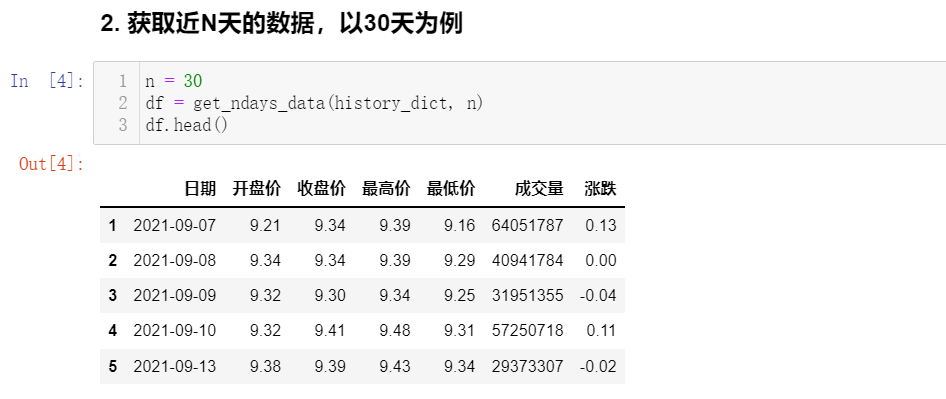 2. 获取近N天的数据，以30天为例
In [4]:
1 n = 30
2 df = get_ndays_data(history_dict, n)
3 df.head()
Out[4]:
日期 开盘价 收盘价 最高价 最低价 成交量 涨跌
1 2021-09-07 9.21 9.34 9.39 9.16 64051787 0.13
2 2021-09-08 9.34 9.34 9.39 9.29 40941784 0.00
3 2021-09-09 9.32 9.30 9.34 9.25 31951355 -0.04
4 2021-09-10 9.32 9.41 9.48 9.31 57250718 0.11
5 2021-09-13 9.38 9.39 9.43 9.34 29373307 -0.02